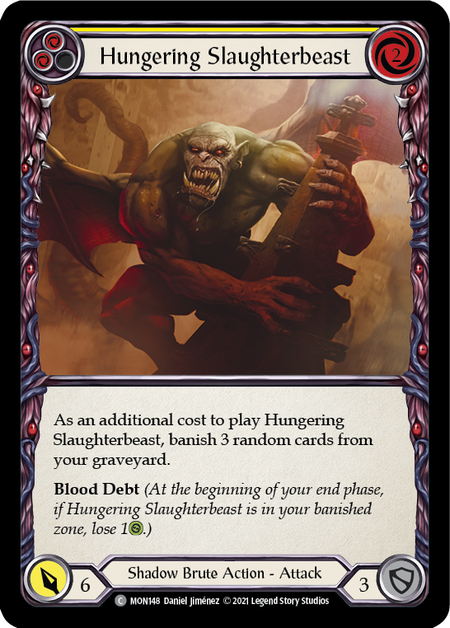 Hungering Slaughterbeast
2
As an additional cost to play Hungering
Slaughterbeast, banish 3 random cards from
your graveyard.
Blood Debt (At the beginning of your end phase,
if Hungering Slaughterbeast is in your banished
zone, lose 1.)
6
Shadow Brute Action - Attack
3
C MON148 Daniel Jiménez © 2021 Legend Story Studios